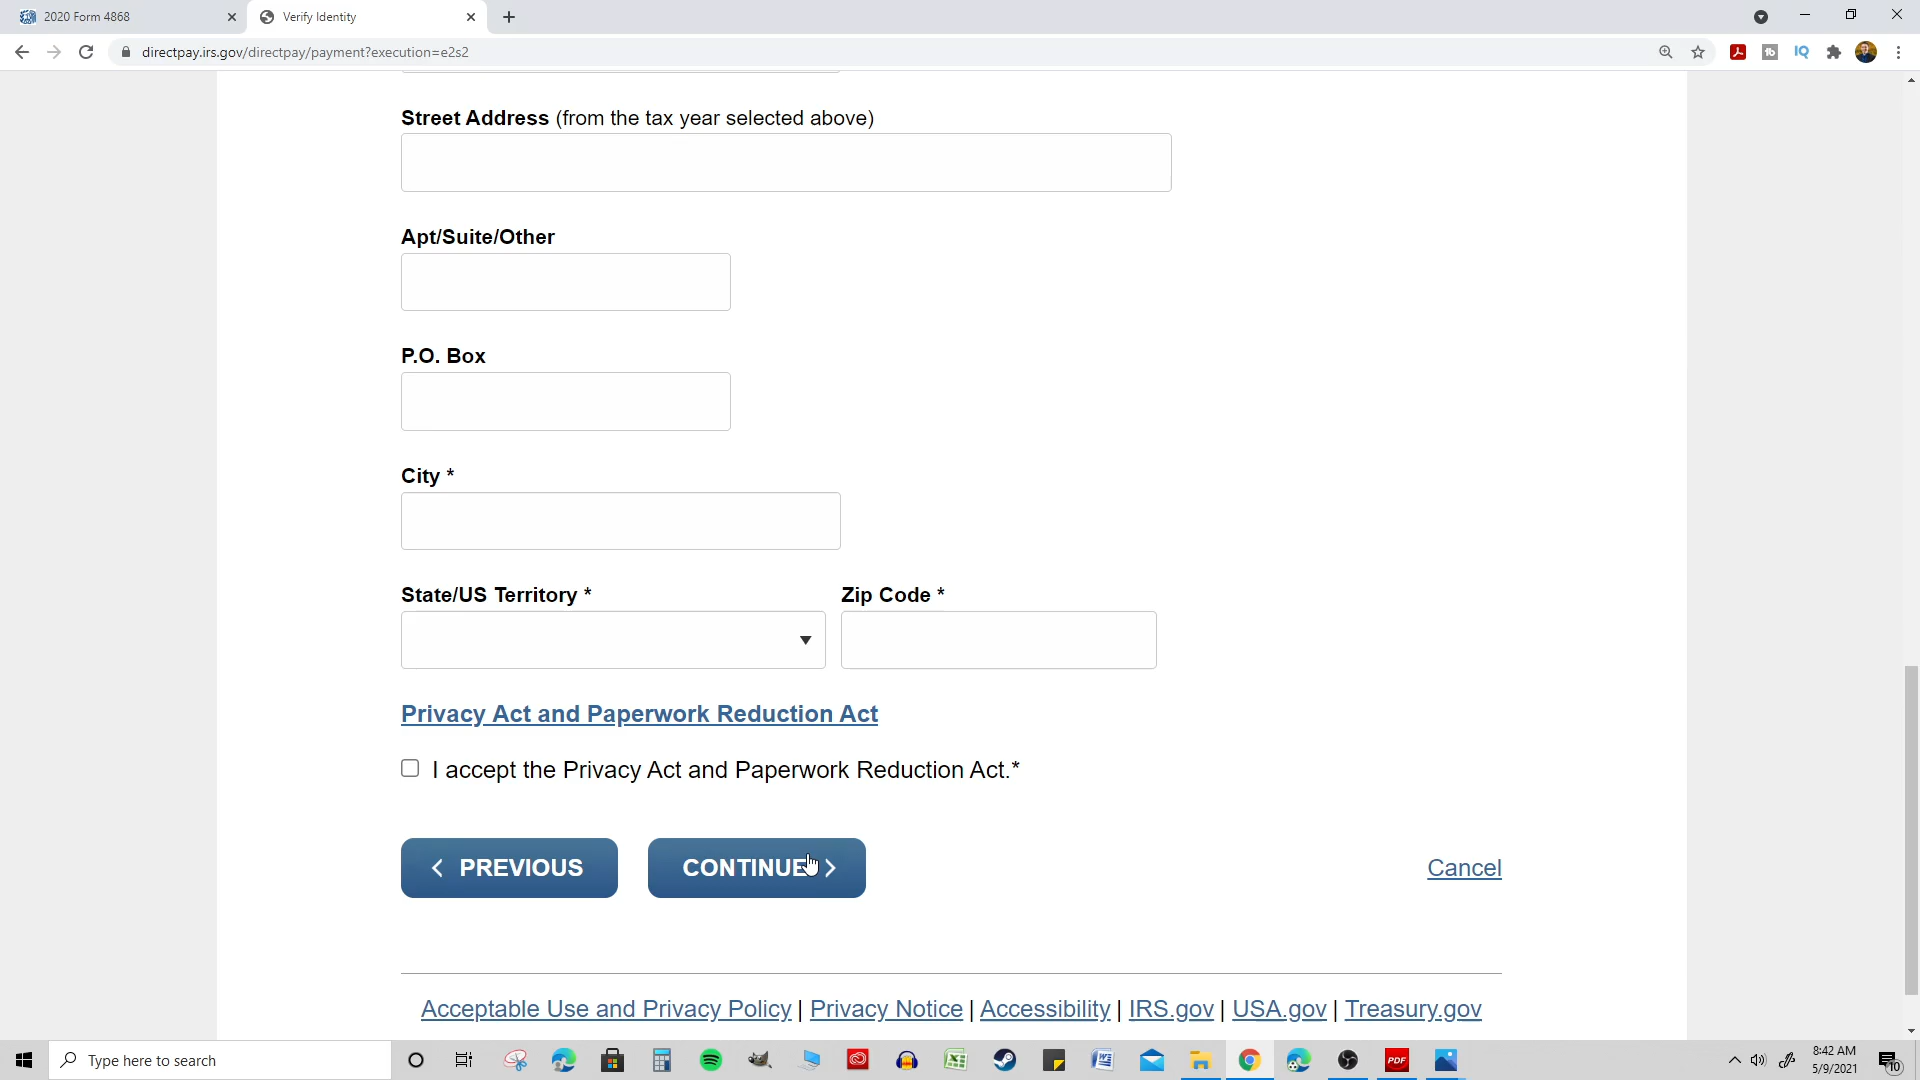 2020 Form 4868
Verify Identity
directpay.irs.gov/directpay/payment?execution=e2s2
Street Address (from the tax year selected above)
Apt/Suite/Other
P.O. Box
City *
State/US Territory *
Zip Code *
Privacy Act and Paperwork Reduction Act
I accept the Privacy Act and Paperwork Reduction Act.*
PREVIOUS
CONTINUE
Cancel
Acceptable Use and Privacy Policy | Privacy Notice | Accessibility | IRS.gov | USA.gov | Treasury.gov
Type here to search
PDF
8:42 AM
5/9/2021
10